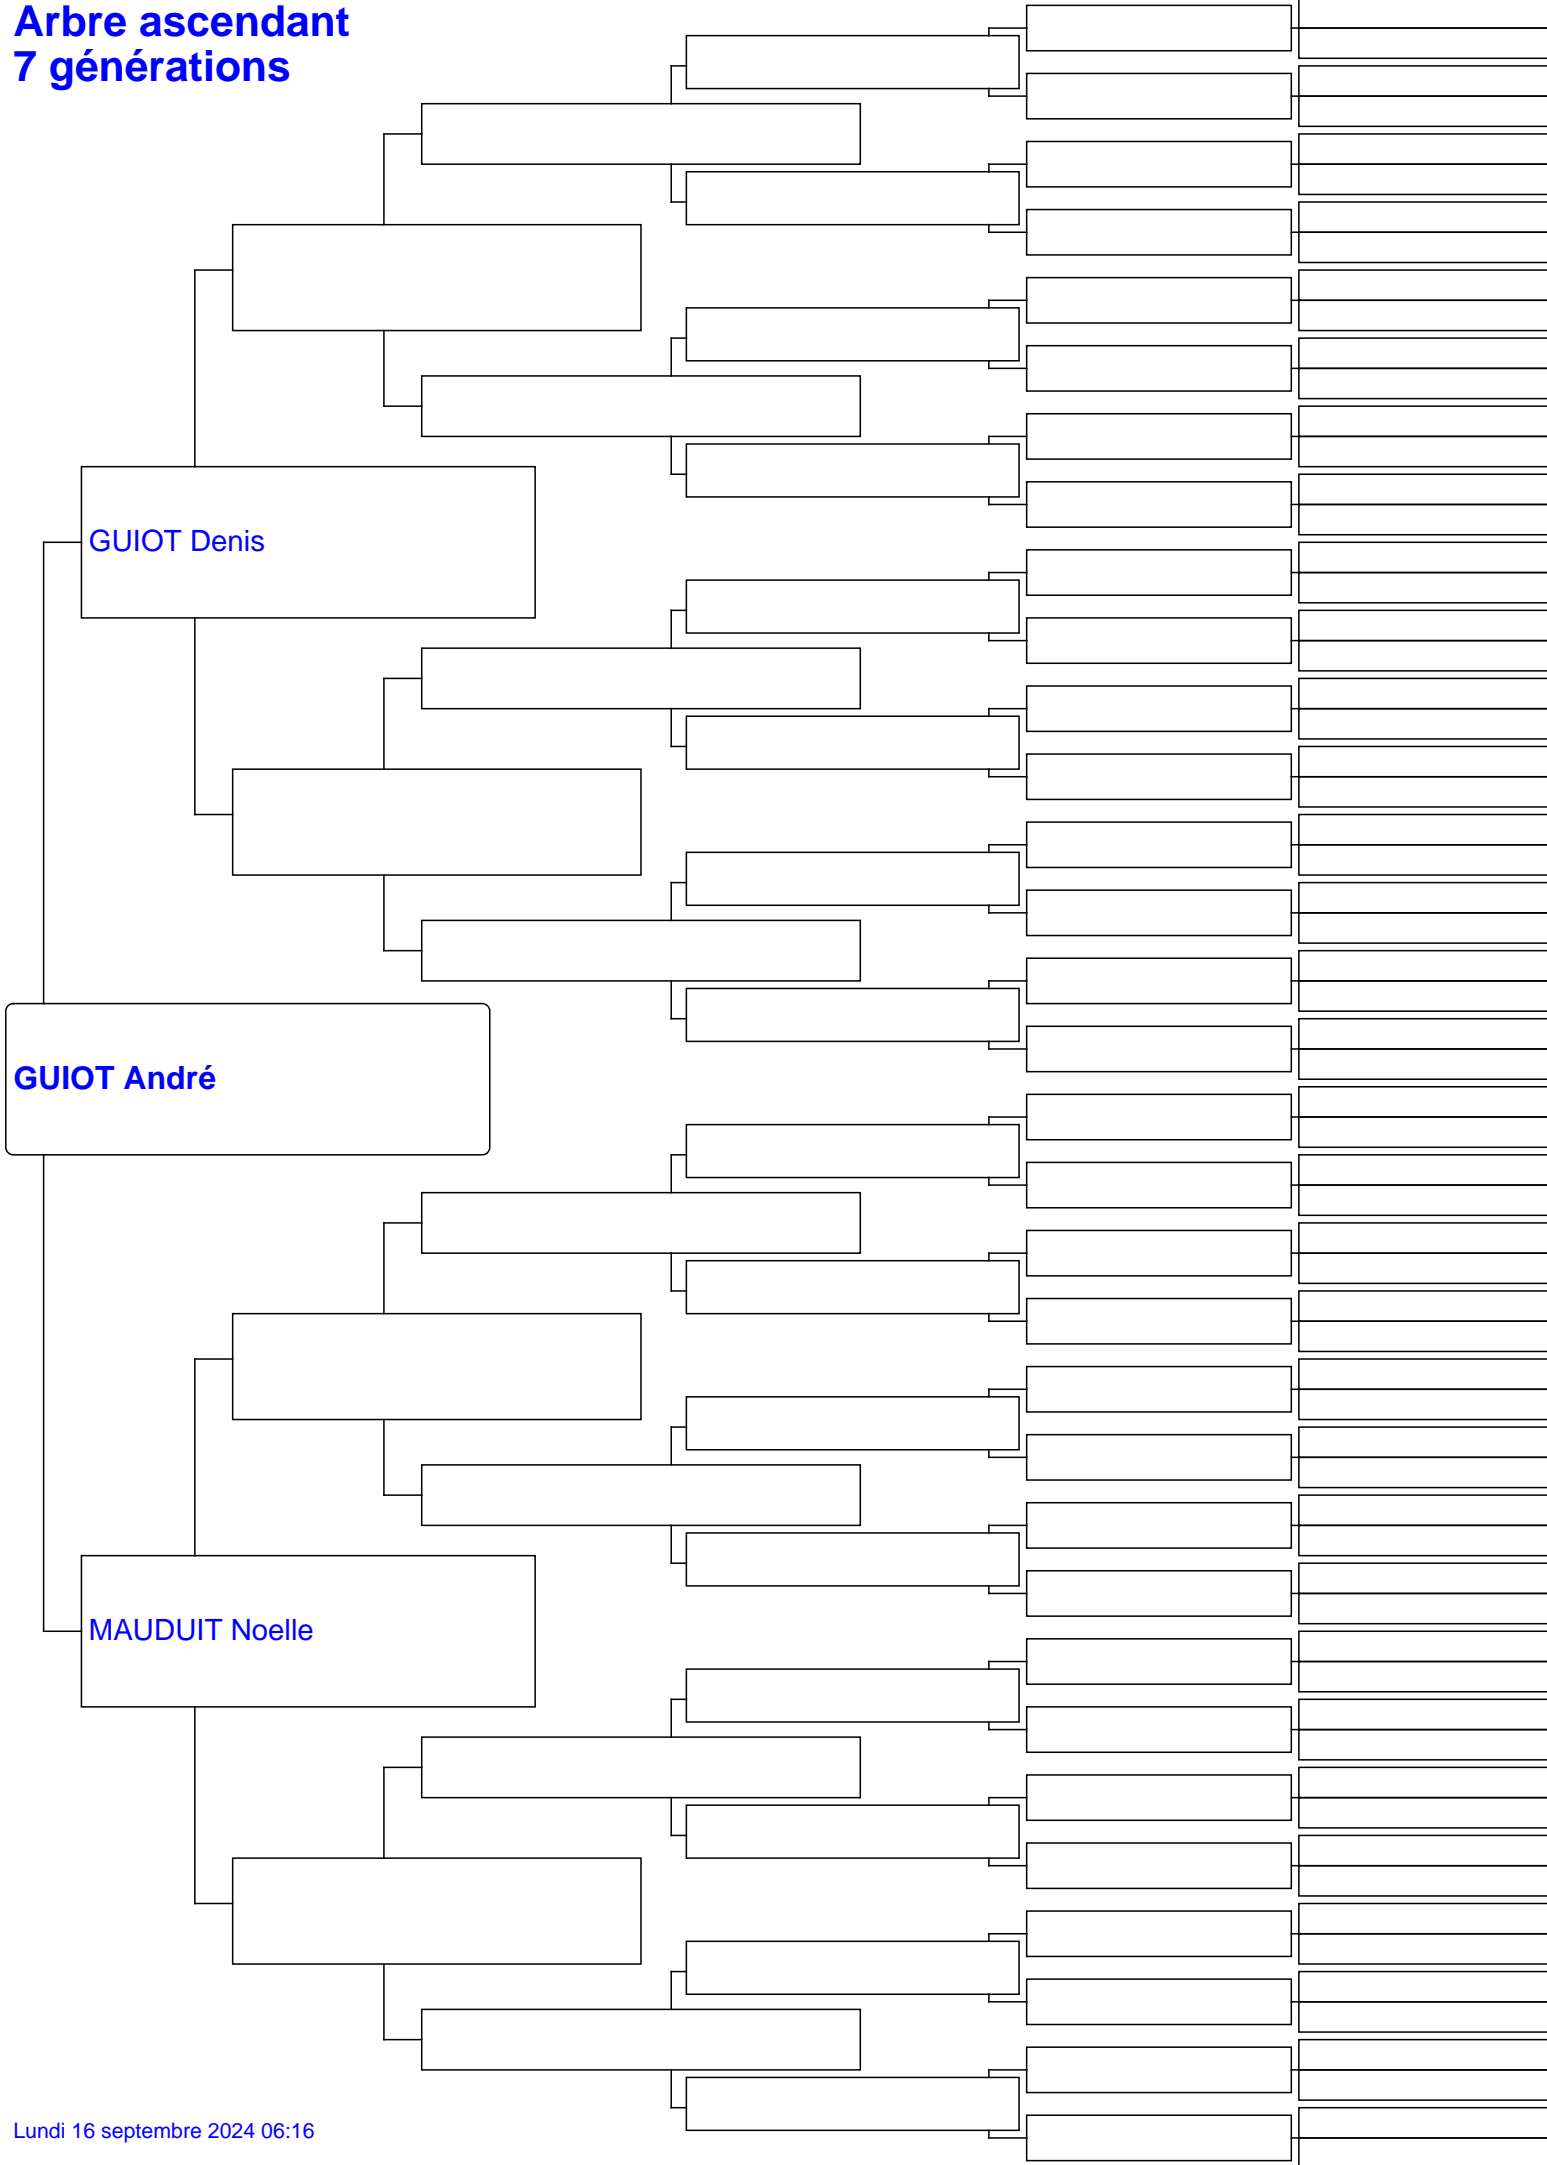 Arbre ascendant
7 générations
GUIOT Denis
GUIOT André
MAUDUIT Noelle
Lundi 16 septembre 2024 06:16